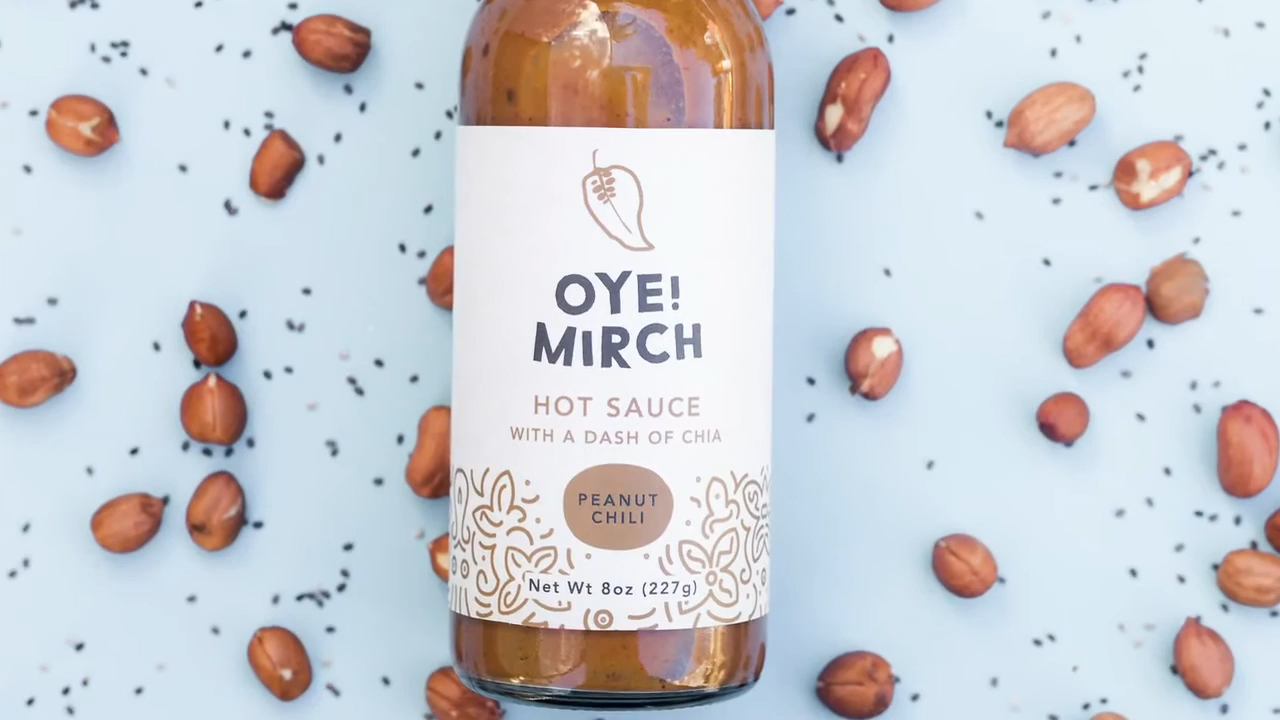 OYE!
MIRCH
HOT SAUCE
WITH A DASH OF CHIA
PEANUT
CHILI
Net Wt 8oz (227g)